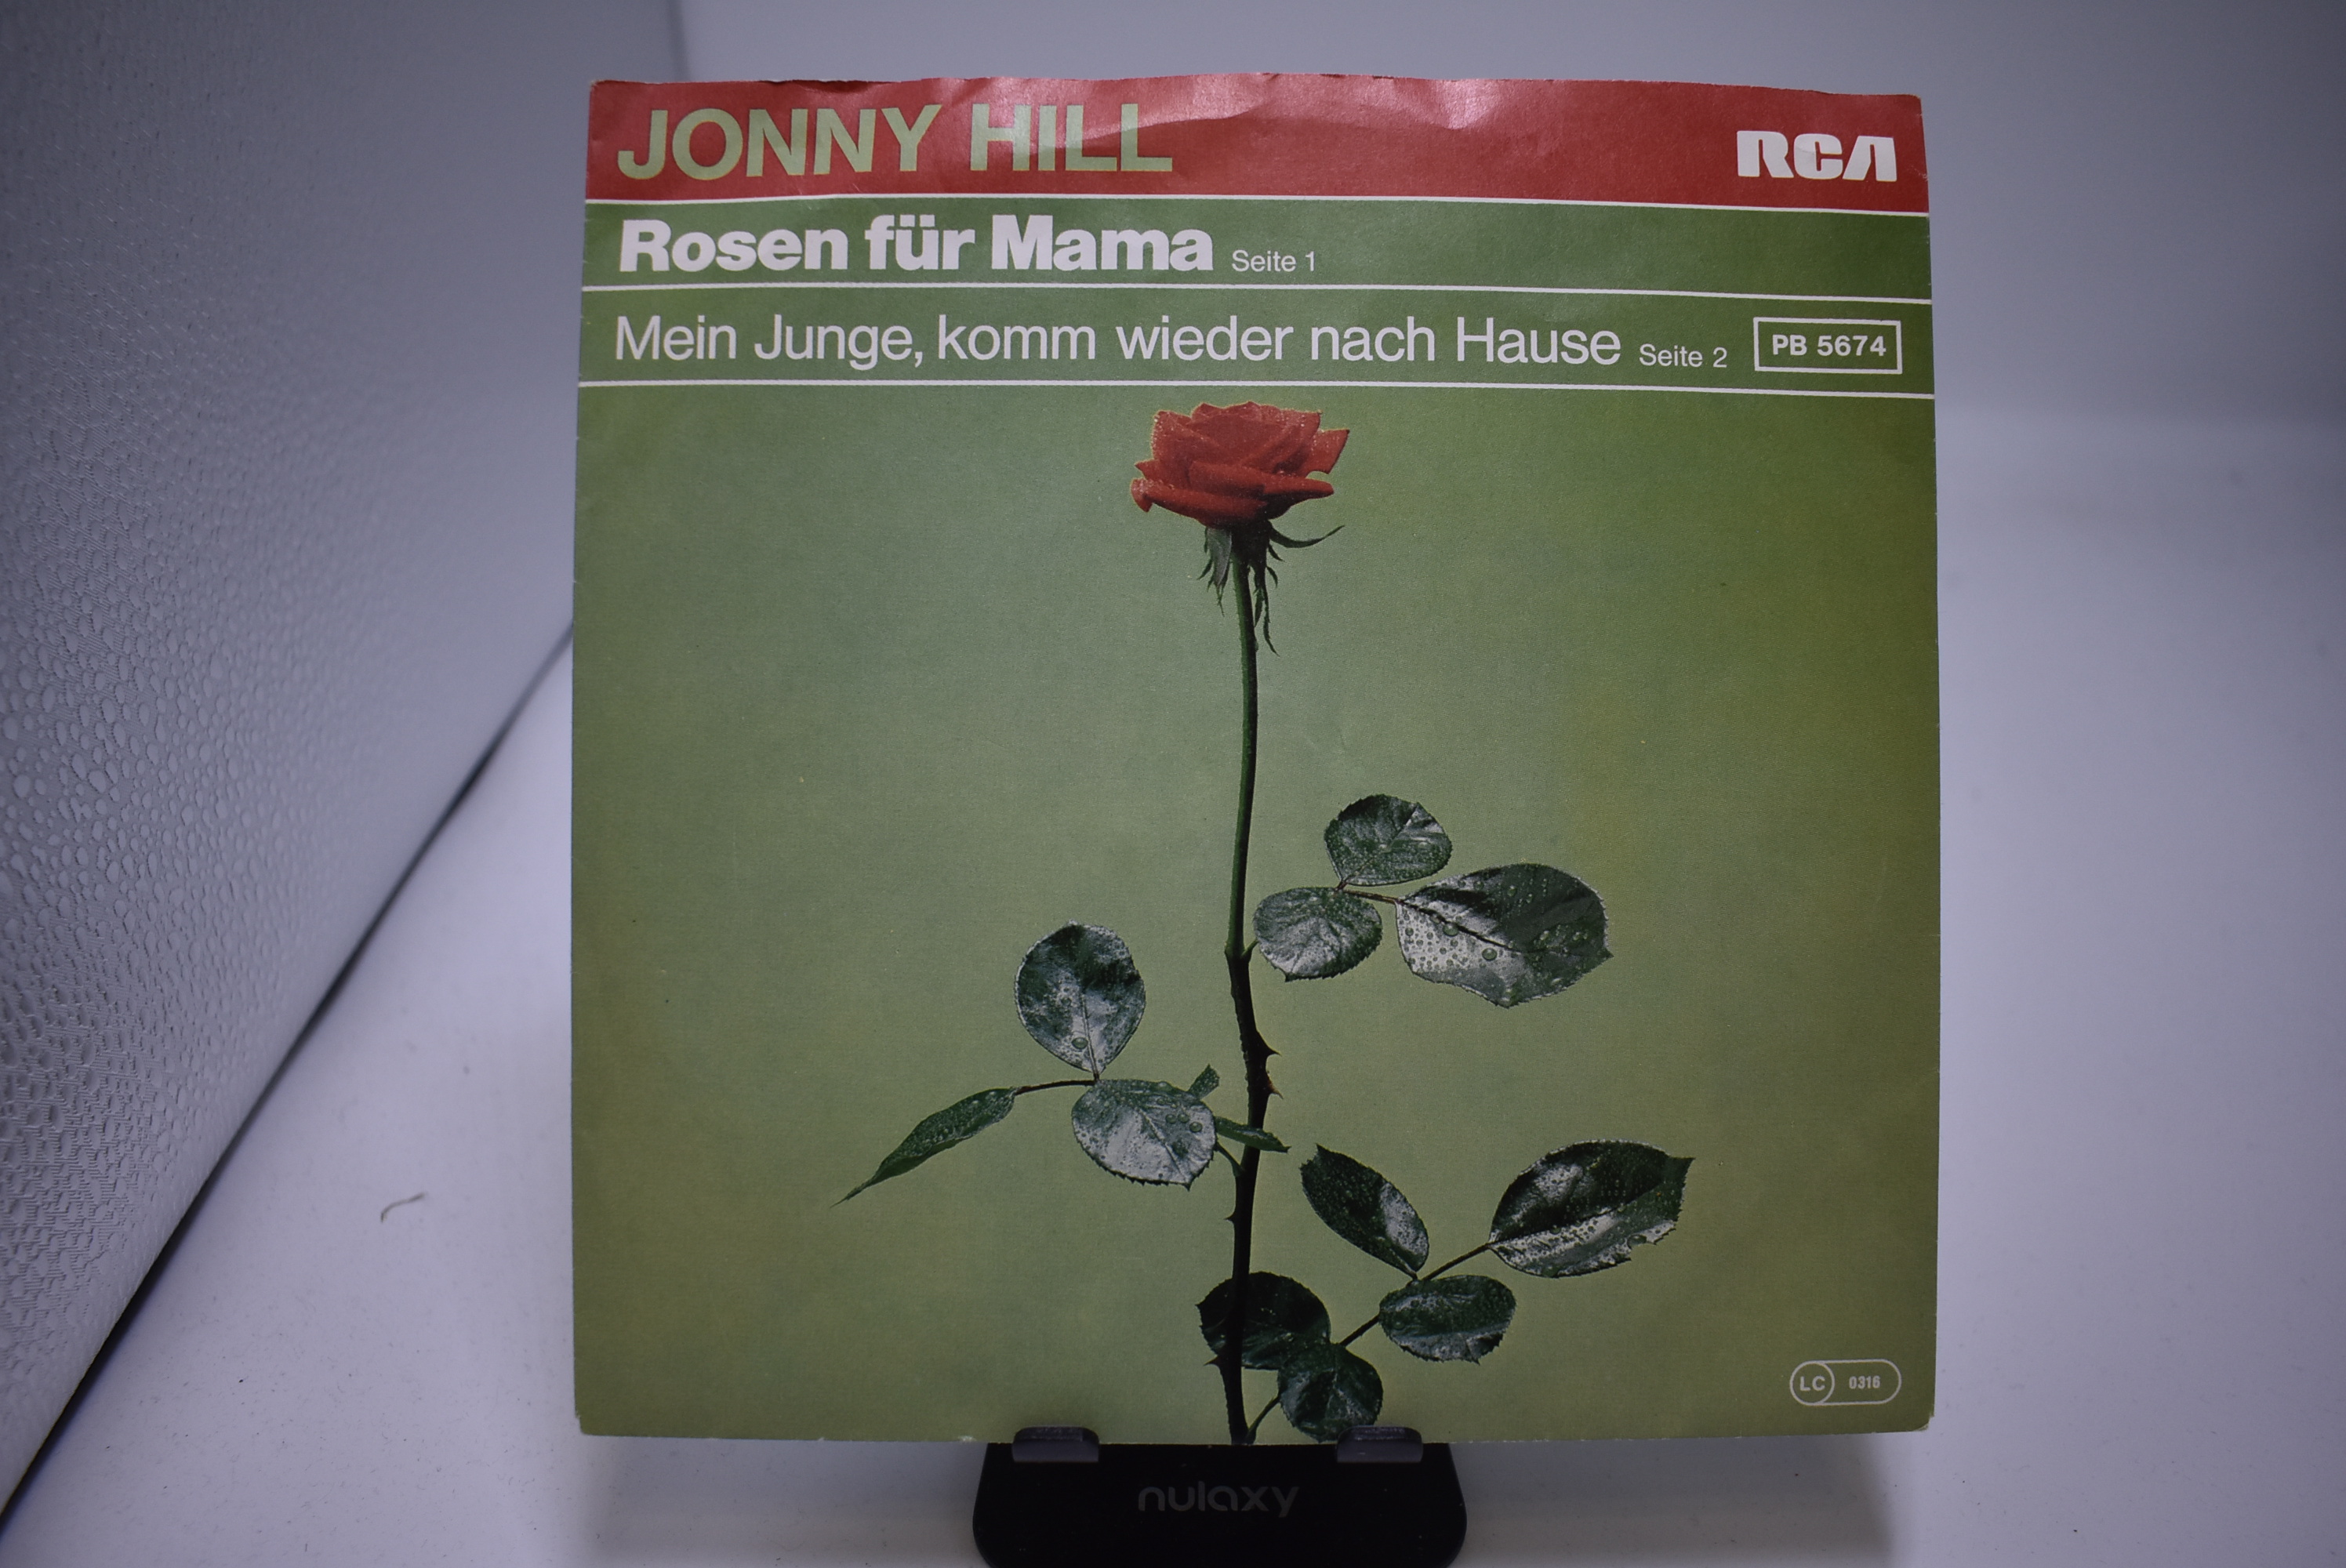 JONNY HILL
RCA
Rosen für Mama Seite 1
Mein Junge, komm wieder nach Hause Seite 2
PB 5674
LC 0316
nulaxy